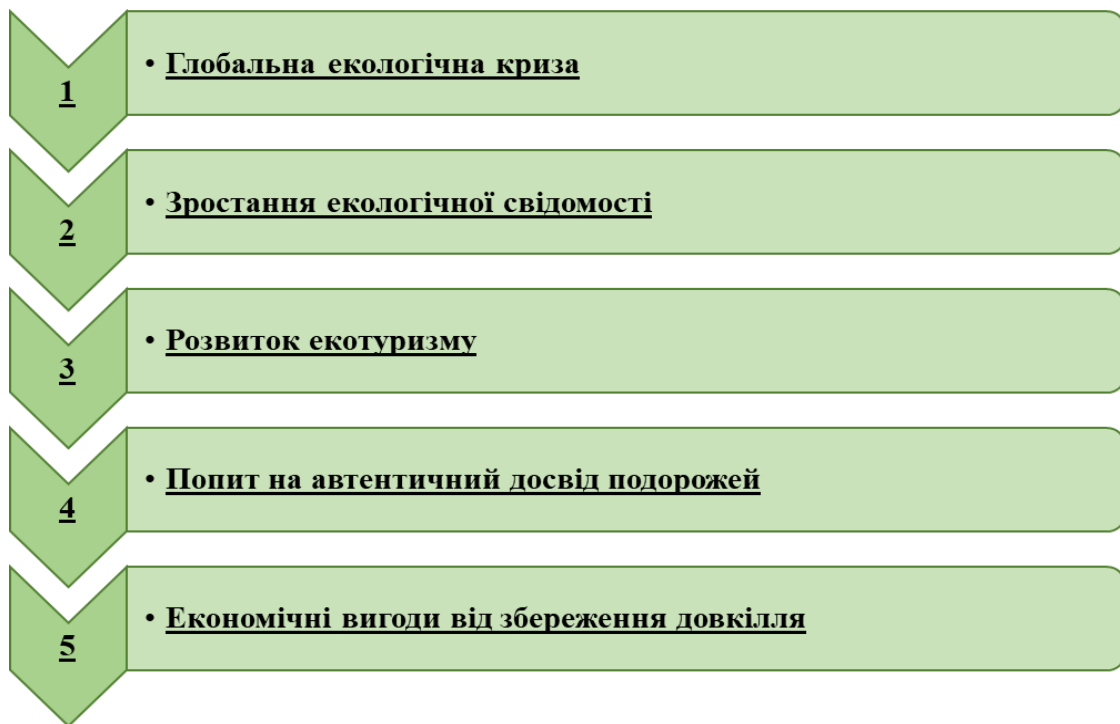 1
• Глобальна екологічна криза
2
• Зростання екологічної свідомості
3
• Розвиток екотуризму
4
• Попит на автентичний досвід подорожей
5
• Економічні вигоди від збереження довкілля